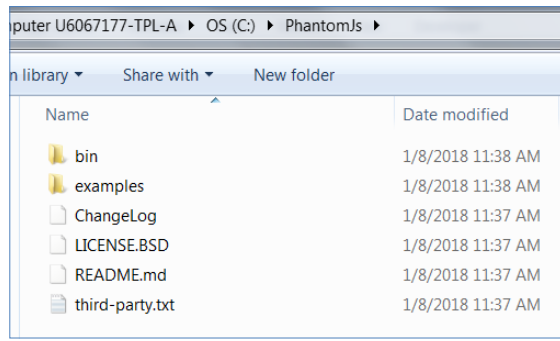 mputer U6067177-TPL-A ▸ OS (C:) ▸ PhantomJs ▸
n library ▾ Share with ▾ New folder
Name Date modified
bin 1/8/2018 11:38 AM
examples 1/8/2018 11:38 AM
ChangeLog 1/8/2018 11:37 AM
LICENSE.BSD 1/8/2018 11:37 AM
README.md 1/8/2018 11:37 AM
third-party.txt 1/8/2018 11:37 AM